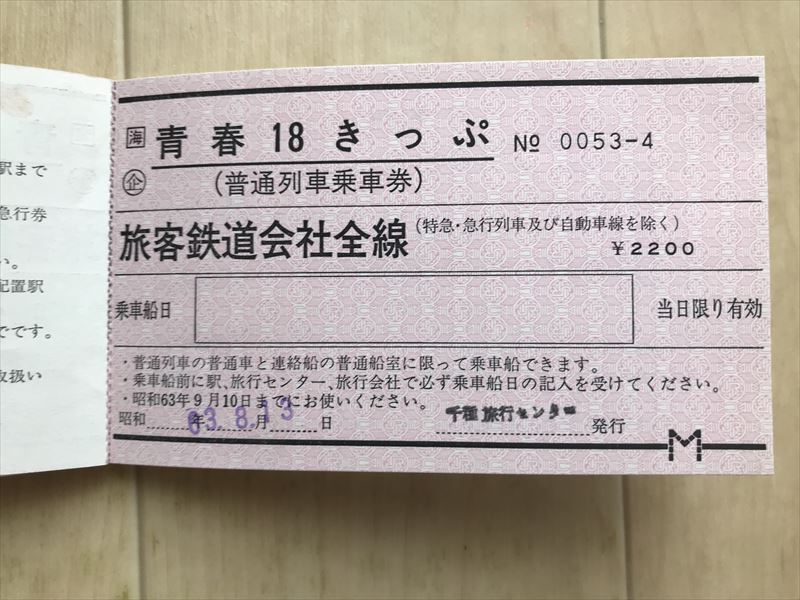 駅まで
急行券
い。
配置駅
でです。
取扱い
海 青春18きっぷ № 0053-4
企 (普通列車乗車券)
旅客鉄道会社全線 (特急・急行列車及び自動車線を除く)
¥2200
乗車船日 当日限り有効
・普通列車の普通車と連絡船の普通船室に限って乗車船できます。
・乗車船前に駅、旅行センター、旅行会社で必ず乗車船日の記入を受けてください。
・昭和63年9月10日までにお使いください。
昭和 年 月 日 63.8.13 千種旅行センター 発行
M